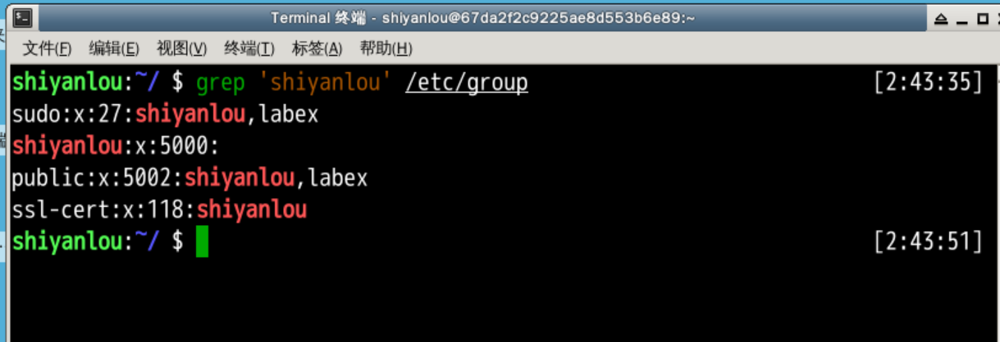 Terminal 终端 - shiyanlou@67da2f2c9225ae8d553b6e89:~
文件(F) 编辑(E) 视图(V) 终端(T) 标签(A) 帮助(H)
shiyanlou:~/ $ grep 'shiyanlou' /etc/group [2:43:35]
sudo:x:27:shiyanlou,labex
shiyanlou:x:5000:
public:x:5002:shiyanlou,labex
ssl-cert:x:118:shiyanlou
shiyanlou:~/ $ [2:43:51]